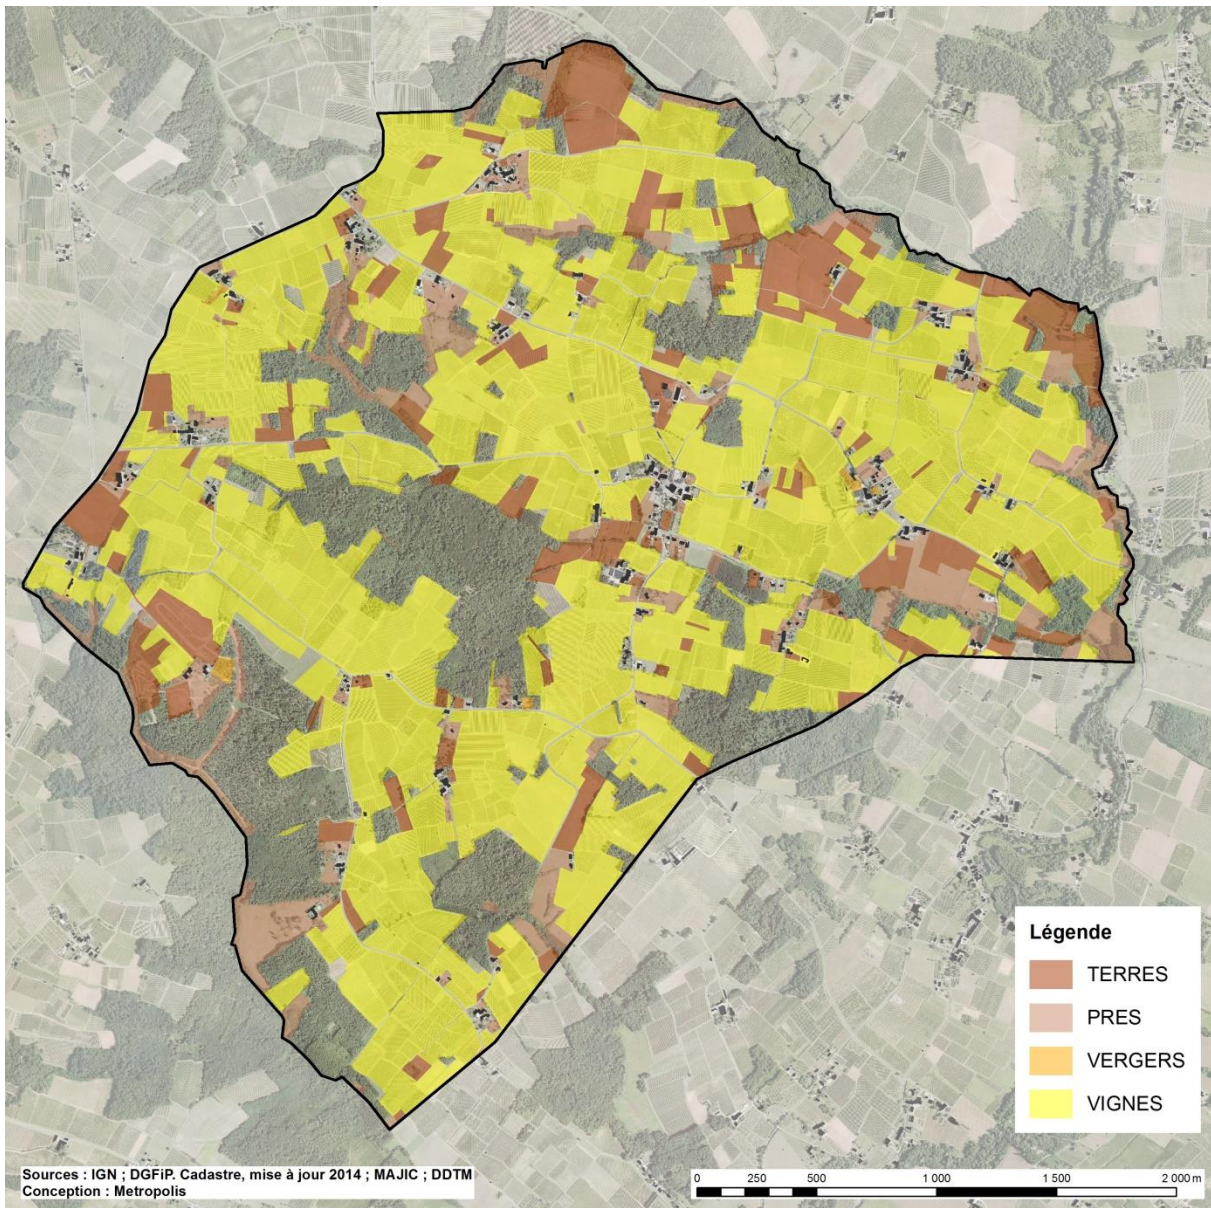 Légende
TERRES
PRES
VERGERS
VIGNES
Sources : IGN ; DGFiP. Cadastre, mise à jour 2014 ; MAJIC ; DDTM
Conception : Metropolis
0 250 500 1 000 1 500 2 000 m